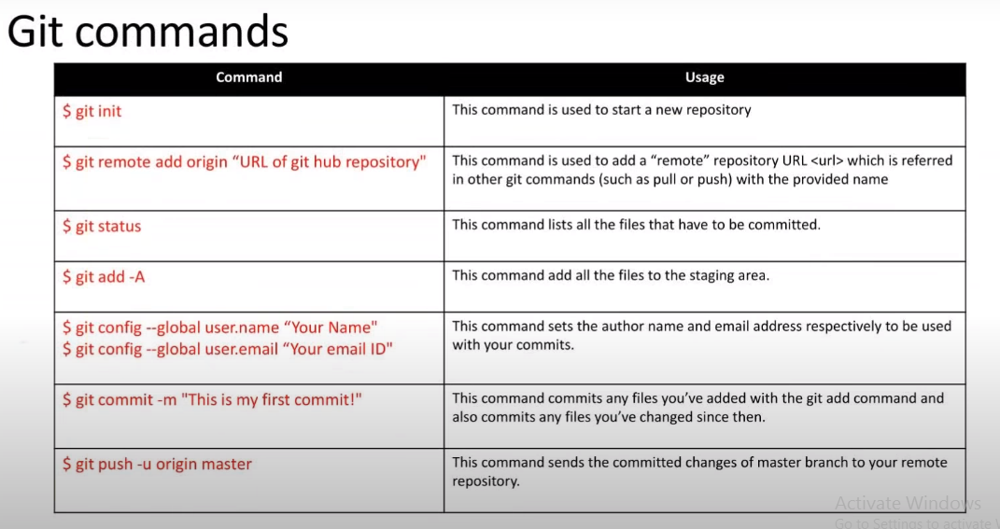 Git commands
Command
Usage
$ git init
This command is used to start a new repository
$ git remote add origin “URL of git hub repository"
This command is used to add a “remote” repository URL <url> which is referred
in other git commands (such as pull or push) with the provided name
$ git status
This command lists all the files that have to be committed.
$ git add -A
This command add all the files to the staging area.
$ git config --global user.name “Your Name"
$ git config --global user.email “Your email ID"
This command sets the author name and email address respectively to be used
with your commits.
$ git commit -m "This is my first commit!"
This command commits any files you’ve added with the git add command and
also commits any files you’ve changed since then.
$ git push -u origin master
This command sends the committed changes of master branch to your remote
repository.
Activate Windows
Go to Settings to activate